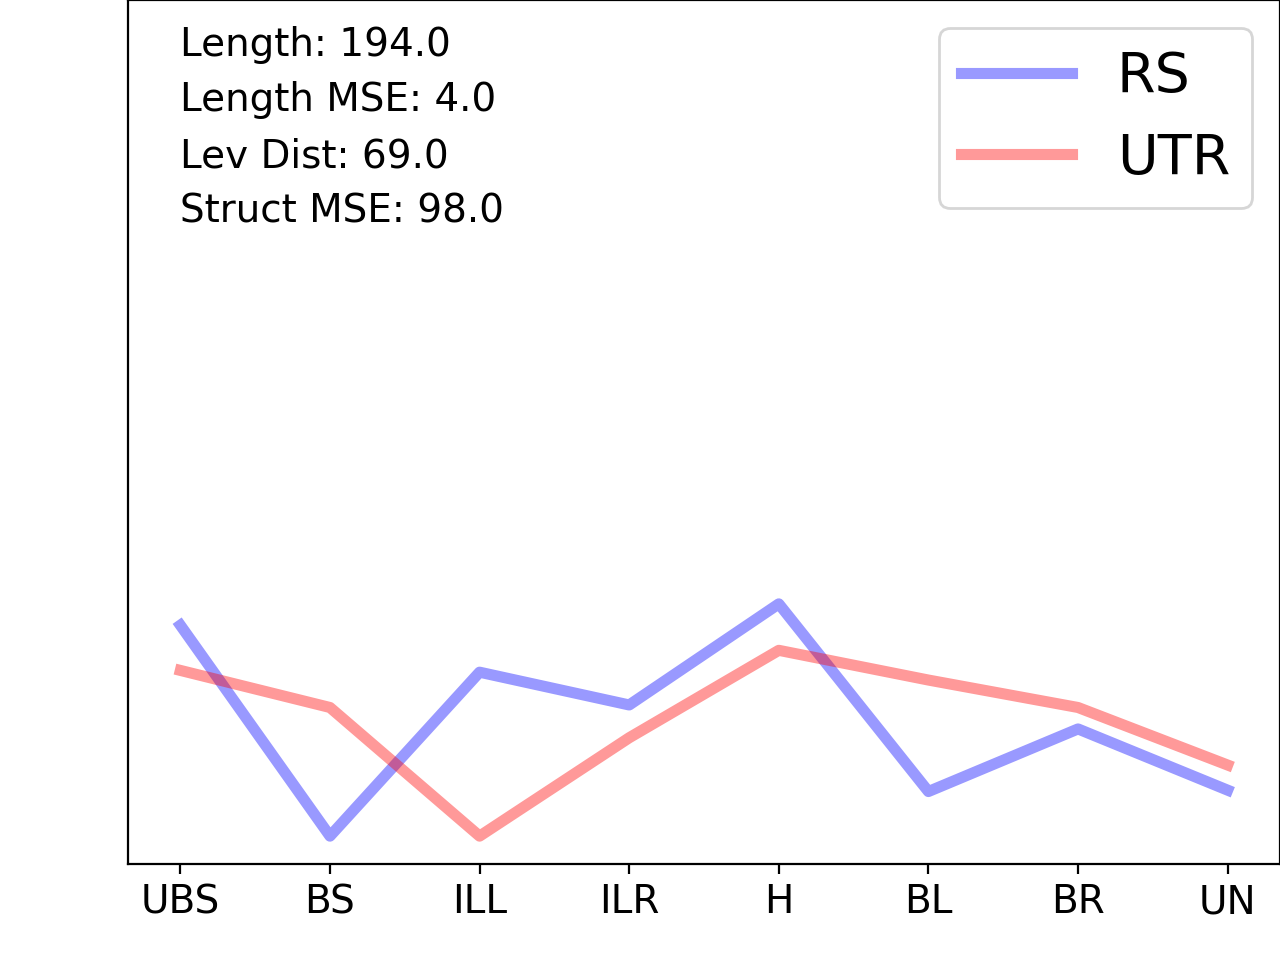 Length: 194.0
Length MSE: 4.0
Lev Dist: 69.0
Struct MSE: 98.0
RS
UTR
UBS BS ILL ILR H BL BR UN